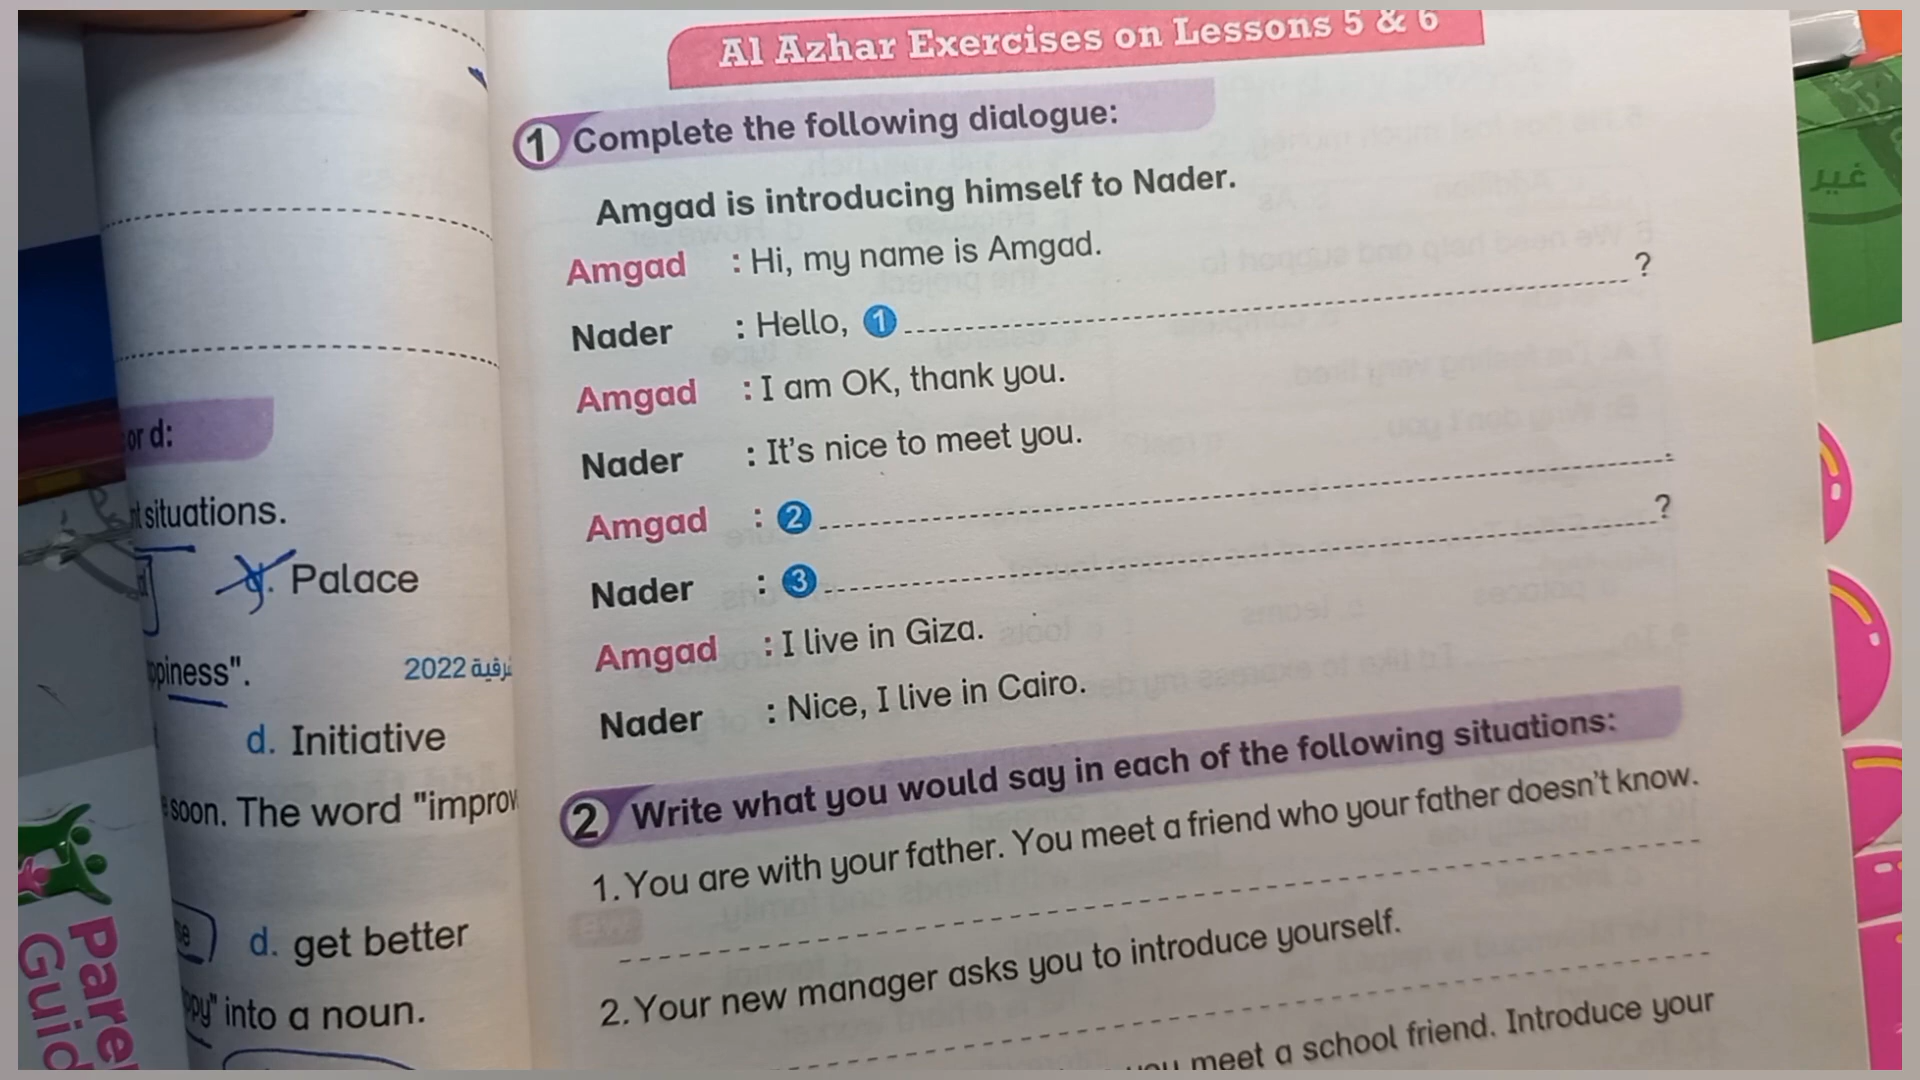 or d:
situations.
Palace
ppiness".
2022
d. Initiative
soon. The word "improv
d. get better
into a noun.
Guid
Al Azhar Exercises on Lessons 5 & 6
1 Complete the following dialogue:
Amgad is introducing himself to Nader.
Amgad : Hi, my name is Amgad.
Nader : Hello, 1 ?
Amgad : I am OK, thank you.
Nader : It's nice to meet you.
Amgad : 2 .
Nader : 3 ?
Amgad : I live in Giza.
Nader : Nice, I live in Cairo.
2 Write what you would say in each of the following situations:
1. You are with your father. You meet a friend who your father doesn't know.
2. Your new manager asks you to introduce yourself.
you meet a school friend. Introduce your
غير